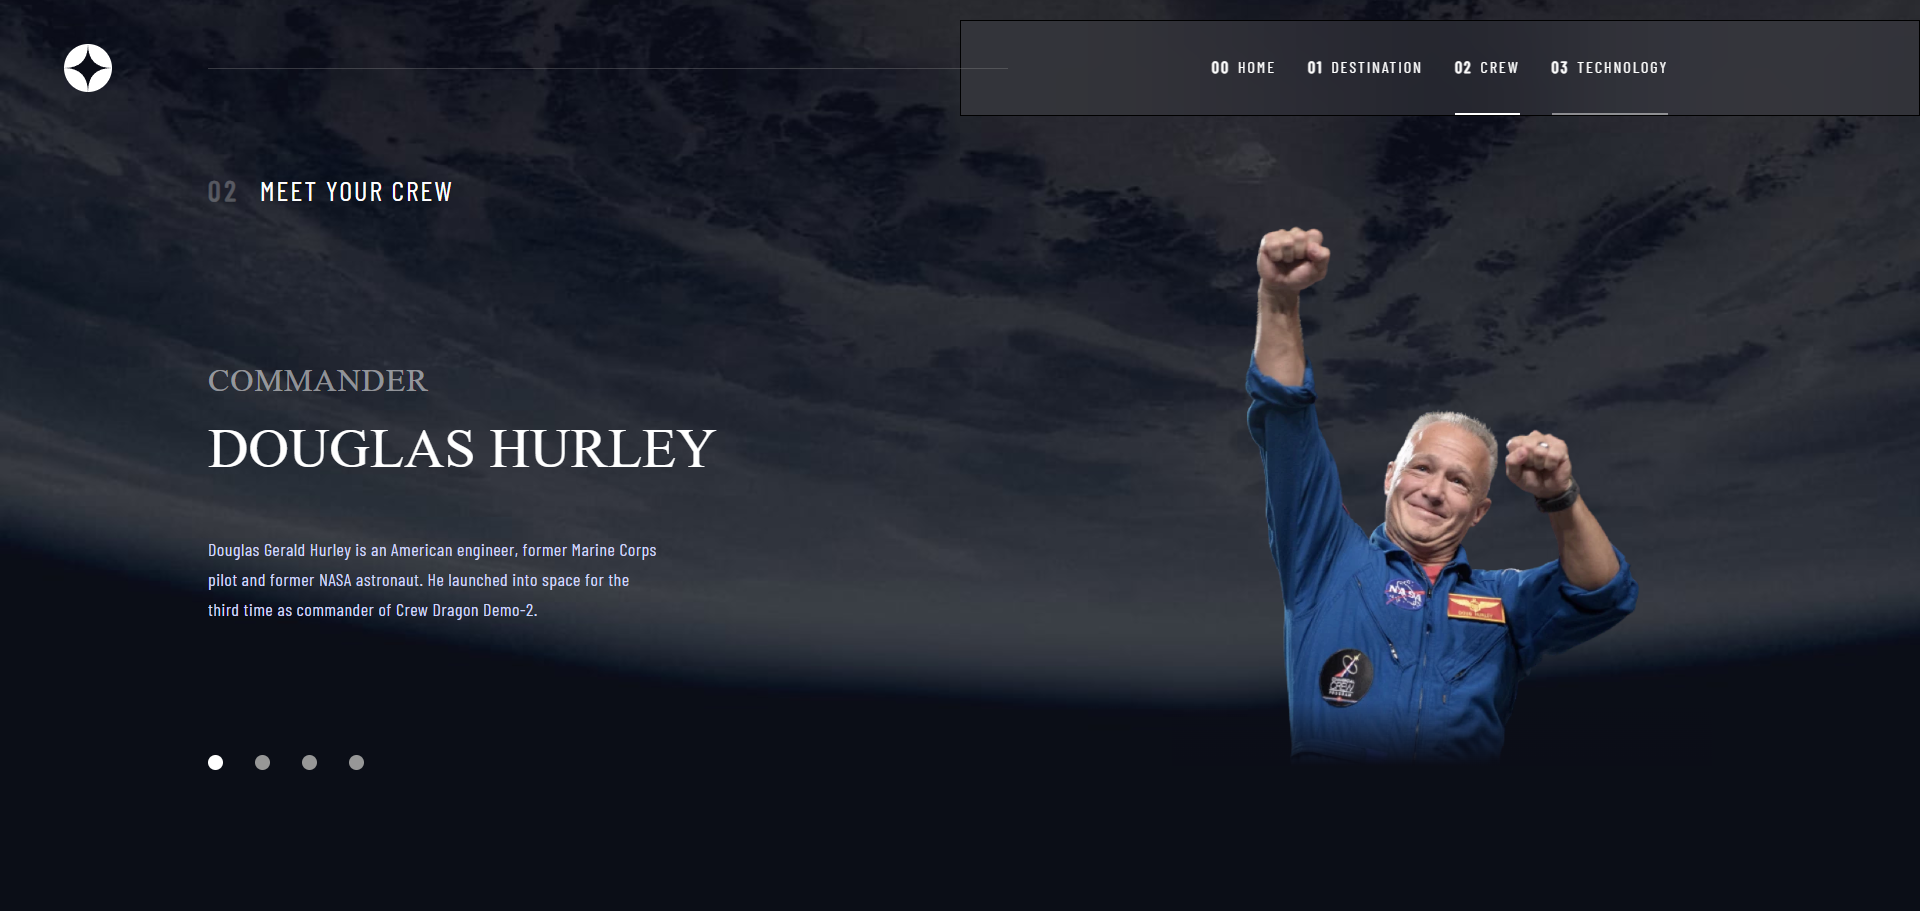 00 HOME 01 DESTINATION 02 CREW 03 TECHNOLOGY
02 MEET YOUR CREW
COMMANDER
DOUGLAS HURLEY
Douglas Gerald Hurley is an American engineer, former Marine Corps
pilot and former NASA astronaut. He launched into space for the
third time as commander of Crew Dragon Demo-2.
NASA
CREW